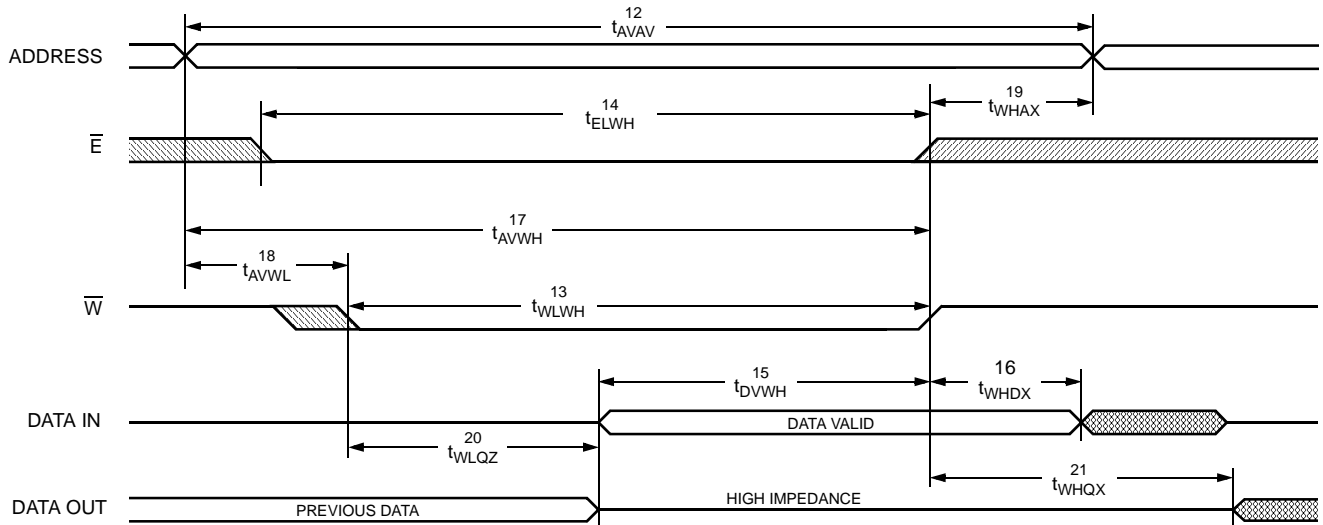 12
tAVAV
ADDRESS
14
tELWH
19
tWHAX
E̅
17
tAVWH
18
tAVWL
13
tWLWH
W̅
15
tDVWH
16
tWHDX
DATA IN
DATA VALID
20
tWLQZ
21
tWHQX
DATA OUT
PREVIOUS DATA
HIGH IMPEDANCE